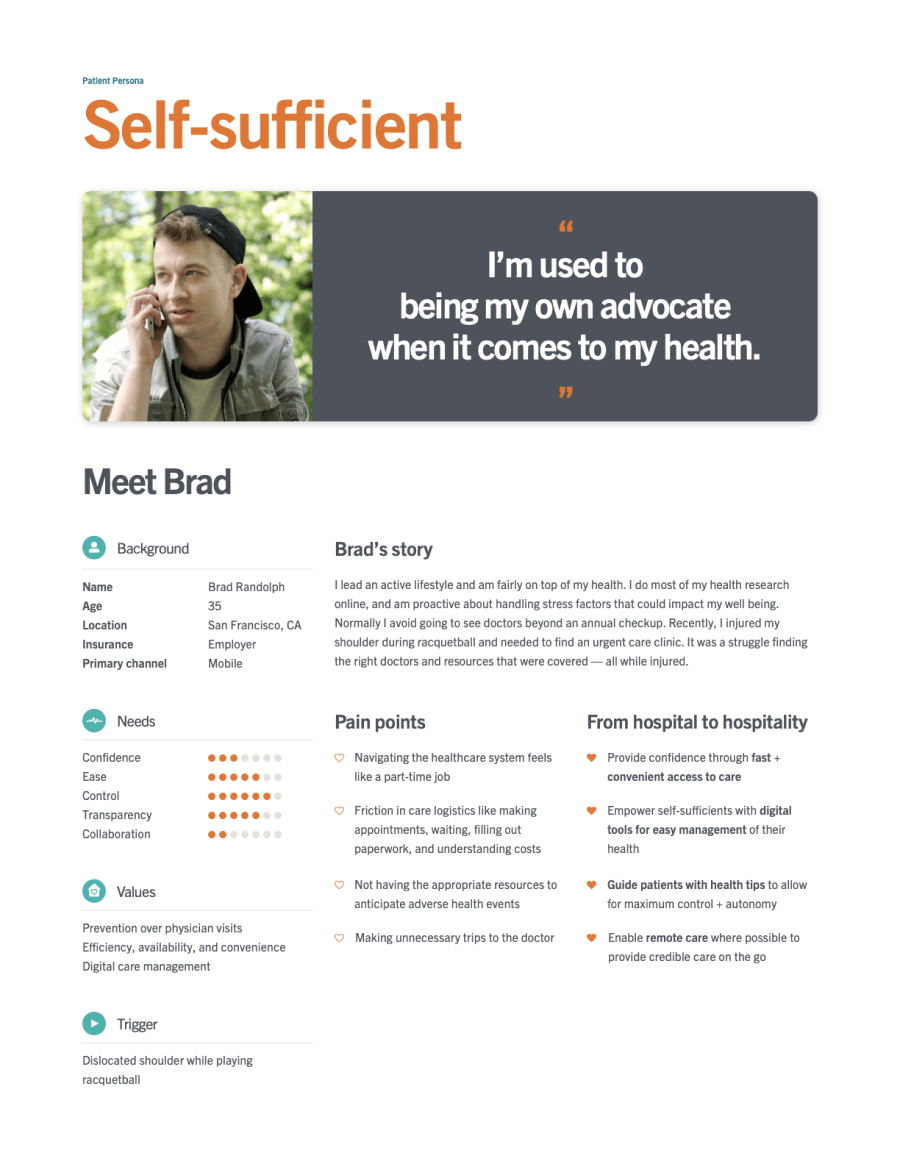 Patient Persona
Self-sufficient
“
I’m used to
being my own advocate
when it comes to my health.
”
Meet Brad
Background
Name Brad Randolph
Age 35
Location San Francisco, CA
Insurance Employer
Primary channel Mobile
Needs
Confidence
Ease
Control
Transparency
Collaboration
Values
Prevention over physician visits
Efficiency, availability, and convenience
Digital care management
Trigger
Dislocated shoulder while playing
racquetball
Brad’s story
I lead an active lifestyle and am fairly on top of my health. I do most of my health research
online, and am proactive about handling stress factors that could impact my well being.
Normally I avoid going to see doctors beyond an annual checkup. Recently, I injured my
shoulder during racquetball and needed to find an urgent care clinic. It was a struggle finding
the right doctors and resources that were covered — all while injured.
Pain points
Navigating the healthcare system feels
like a part-time job
Friction in care logistics like making
appointments, waiting, filling out
paperwork, and understanding costs
Not having the appropriate resources to
anticipate adverse health events
Making unnecessary trips to the doctor
From hospital to hospitality
Provide confidence through fast +
convenient access to care
Empower self-sufficients with digital
tools for easy management of their
health
Guide patients with health tips to allow
for maximum control + autonomy
Enable remote care where possible to
provide credible care on the go